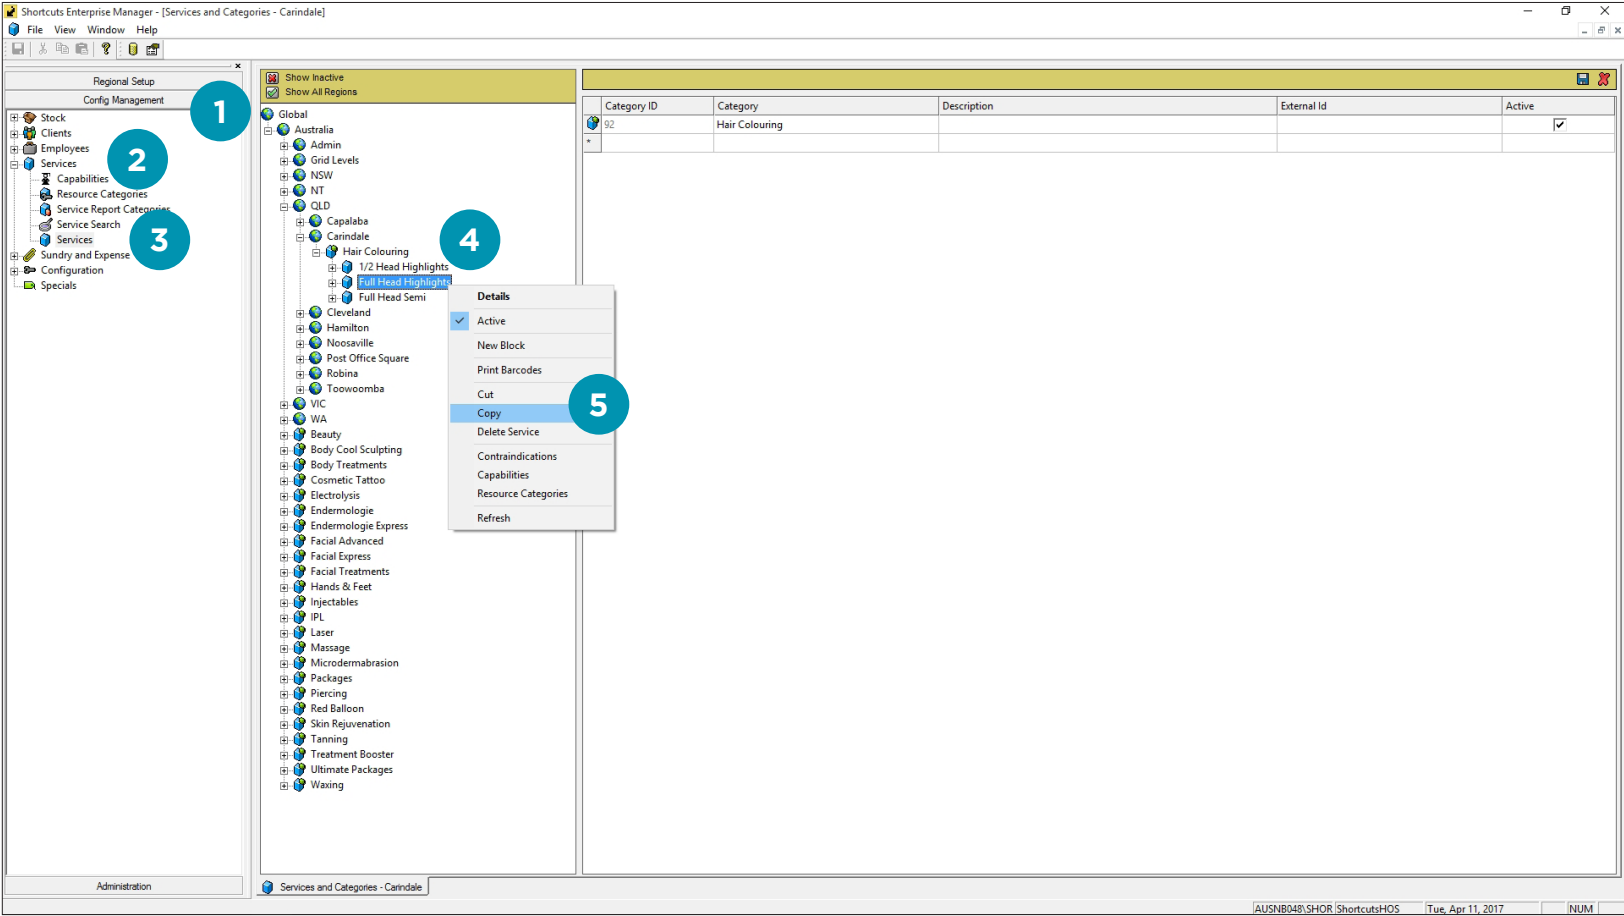 Shortcuts Enterprise Manager - [Services and Categories - Carindale]
File View Window Help
Regional Setup
Config Management
1
Stock
Clients
Employees
Services
2
Capabilities
Resource Categories
Service Report Categories
Service Search
Services
3
Sundry and Expense
Configuration
Specials
Administration
Show Inactive
Show All Regions
Global
Australia
Admin
Grid Levels
NSW
NT
QLD
Capalaba
Carindale
Hair Colouring
4
1/2 Head Highlights
Full Head Highlights
Full Head Semi
Cleveland
Hamilton
Noosaville
Post Office Square
Robina
Toowoomba
VIC
WA
Beauty
Body Cool Sculpting
Body Treatments
Cosmetic Tattoo
Electrolysis
Endermologie
Endermologie Express
Facial Advanced
Facial Express
Facial Treatments
Hands & Feet
Injectables
IPL
Laser
Massage
Microdermabrasion
Packages
Piercing
Red Balloon
Skin Rejuvenation
Tanning
Treatment Booster
Ultimate Packages
Waxing
Details
Active
New Block
Print Barcodes
Cut
Copy
5
Delete Service
Contraindications
Capabilities
Resource Categories
Refresh
Category ID Category Description External Id Active
92 Hair Colouring
*
Services and Categories - Carindale
AUSNB048\SHOR ShortcutsHOS Tue, Apr 11, 2017 NUM